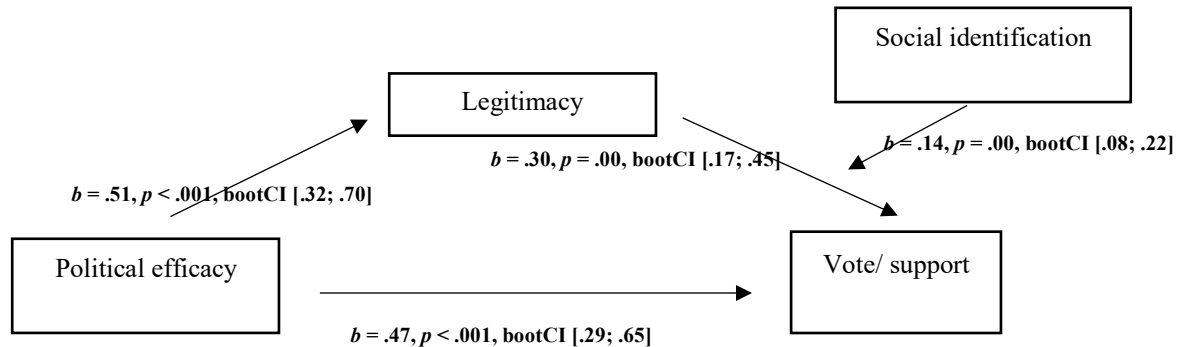 Social identification
Legitimacy
b = .14, p = .00, bootCI [.08; .22]
b = .30, p = .00, bootCI [.17; .45]
b = .51, p < .001, bootCI [.32; .70]
Political efficacy
Vote/ support
b = .47, p < .001, bootCI [.29; .65]